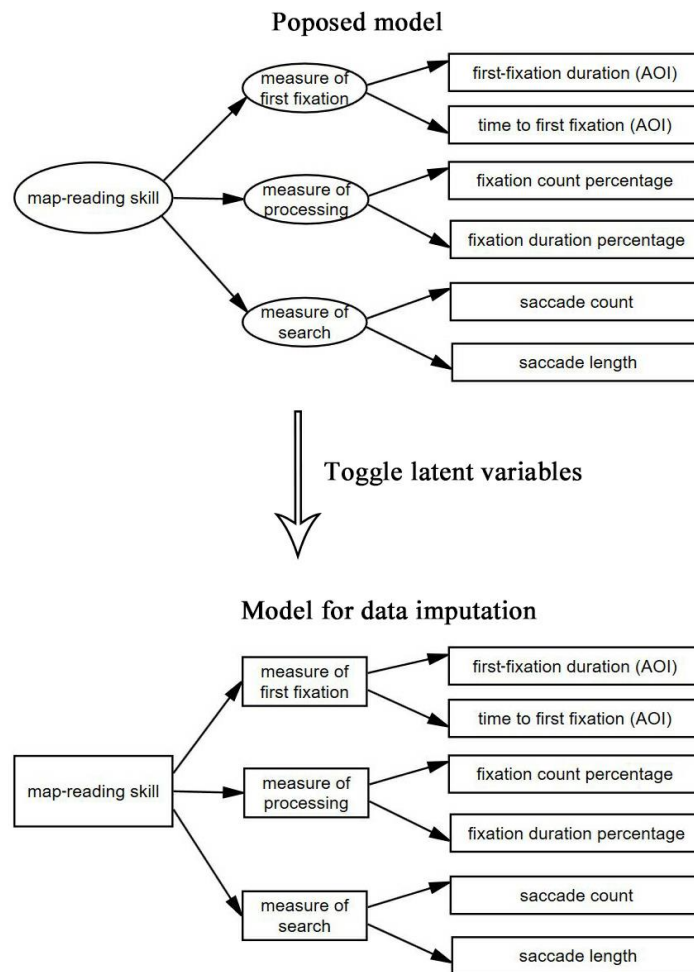 Poposed model
measure of
first fixation
first-fixation duration (AOI)
time to first fixation (AOI)
map-reading skill
measure of
processing
fixation count percentage
fixation duration percentage
measure of
search
saccade count
saccade length
Toggle latent variables
Model for data imputation
measure of
first fixation
first-fixation duration (AOI)
time to first fixation (AOI)
map-reading skill
measure of
processing
fixation count percentage
fixation duration percentage
measure of
search
saccade count
saccade length